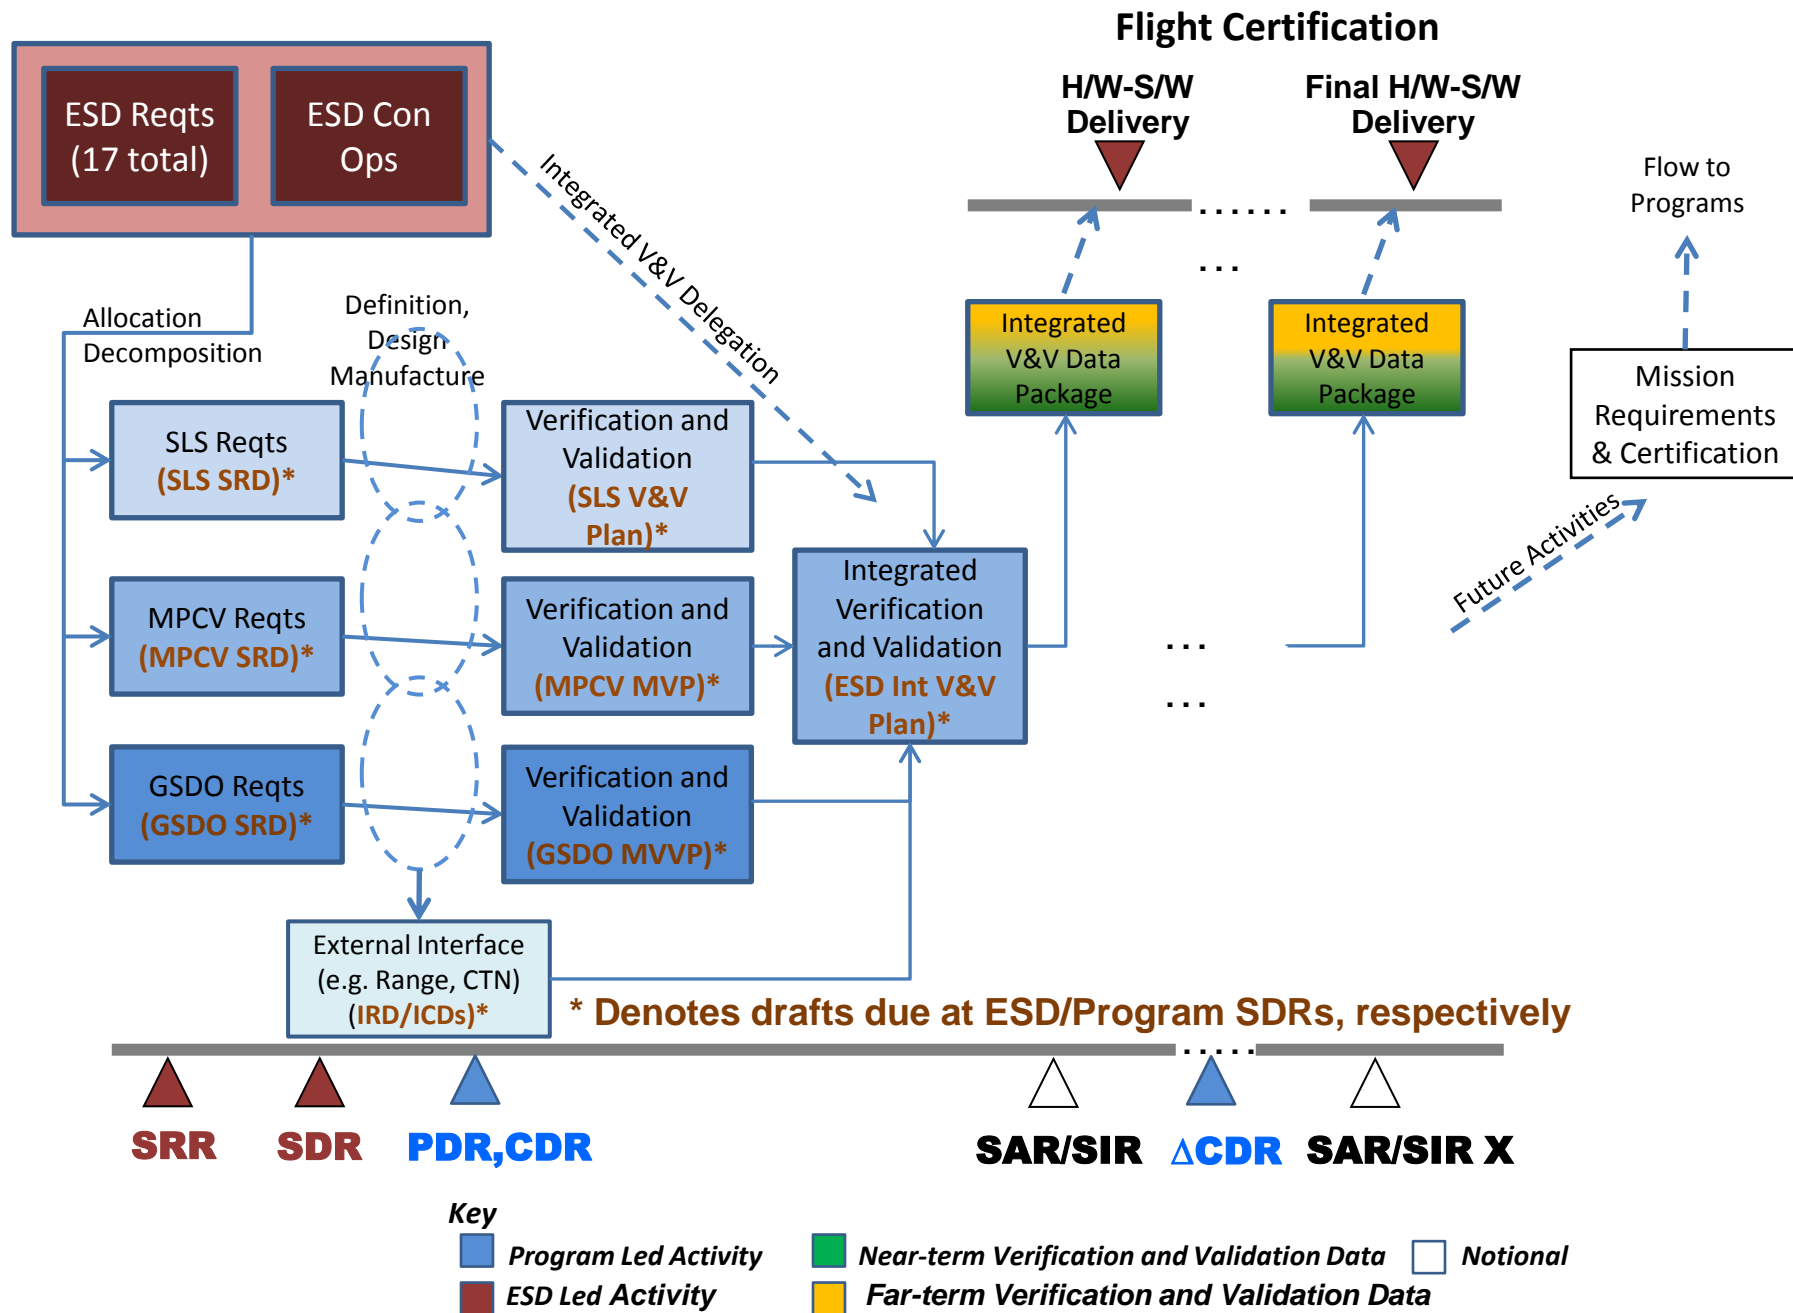 Flight Certification
ESD Reqts
(17 total)
ESD Con
Ops
H/W-S/W
Delivery
Final H/W-S/W
Delivery
Flow to
Programs
Integrated V&V Delegation
......
...
Allocation
Decomposition
Definition,
Design
Manufacture
Integrated
V&V Data
Package
Integrated
V&V Data
Package
Mission
Requirements
& Certification
SLS Reqts
(SLS SRD)*
Verification and
Validation
(SLS V&V
Plan)*
Future Activities
MPCV Reqts
(MPCV SRD)*
Verification and
Validation
(MPCV MVP)*
Integrated
Verification
and Validation
(ESD Int V&V
Plan)*
...
...
GSDO Reqts
(GSDO SRD)*
Verification and
Validation
(GSDO MVVP)*
External Interface
(e.g. Range, CTN)
(IRD/ICDs)*
* Denotes drafts due at ESD/Program SDRs, respectively
.....
SRR
SDR
PDR,CDR
SAR/SIR
ΔCDR
SAR/SIR X
Key
Program Led Activity
Near-term Verification and Validation Data
Notional
ESD Led Activity
Far-term Verification and Validation Data